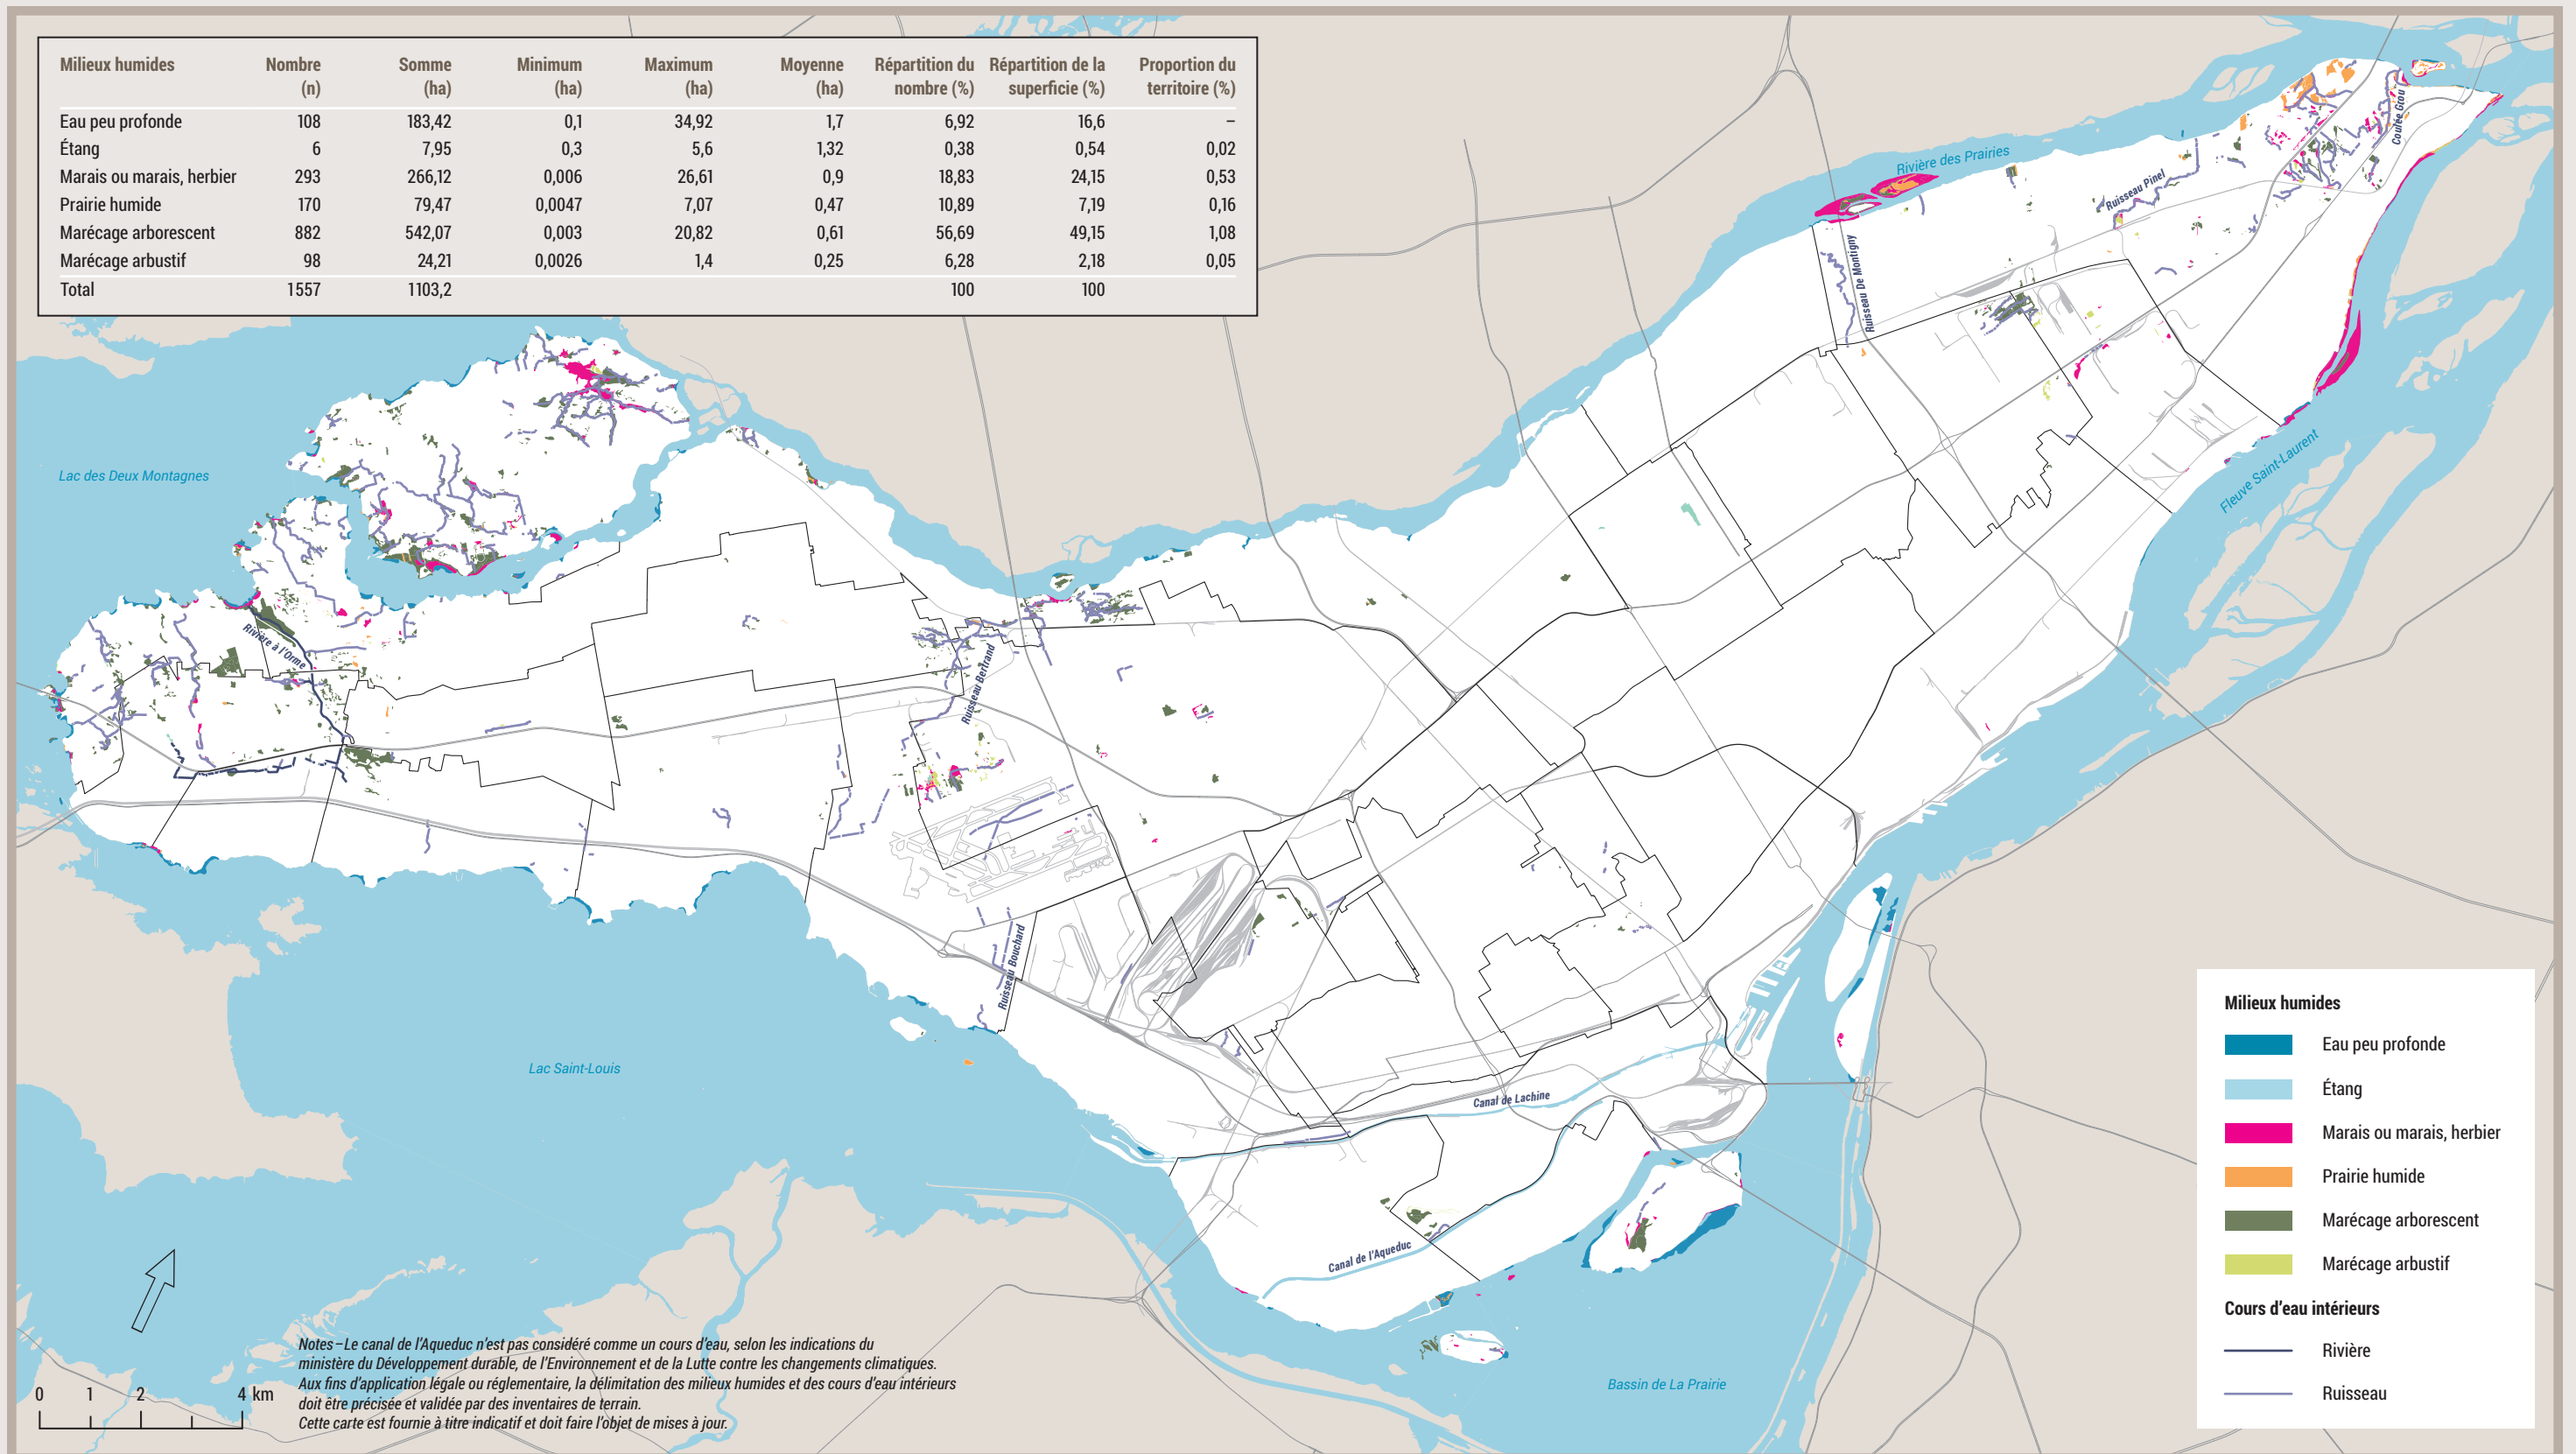 Milieux humides Nombre (n) Somme (ha) Minimum (ha) Maximum (ha) Moyenne (ha) Répartition du nombre (%) Répartition de la superficie (%) Proportion du territoire (%)
Eau peu profonde 108 183,42 0,1 34,92 1,7 6,92 16,6 –
Étang 6 7,95 0,3 5,6 1,32 0,38 0,54 0,02
Marais ou marais, herbier 293 266,12 0,006 26,61 0,9 18,83 24,15 0,53
Prairie humide 170 79,47 0,0047 7,07 0,47 10,89 7,19 0,16
Marécage arborescent 882 542,07 0,003 20,82 0,61 56,69 49,15 1,08
Marécage arbustif 98 24,21 0,0026 1,4 0,25 6,28 2,18 0,05
Total 1557 1103,2 100 100
Coulée Grou
Rivière des Prairies
Ruisseau Pinel
Ruisseau De Montigny
Lac des Deux Montagnes
Fleuve Saint-Laurent
Rivière à l'Orme
Ruisseau Bertrand
Ruisseau Bouchard
Lac Saint-Louis
Canal de Lachine
Canal de l'Aqueduc
Bassin de La Prairie
Milieux humides
Eau peu profonde
Étang
Marais ou marais, herbier
Prairie humide
Marécage arborescent
Marécage arbustif
Cours d'eau intérieurs
Rivière
Ruisseau
0 1 2 4 km
Notes – Le canal de l'Aqueduc n'est pas considéré comme un cours d'eau, selon les indications du
ministère du Développement durable, de l'Environnement et de la Lutte contre les changements climatiques.
Aux fins d'application légale ou réglementaire, la délimitation des milieux humides et des cours d'eau intérieurs
doit être précisée et validée par des inventaires de terrain.
Cette carte est fournie à titre indicatif et doit faire l'objet de mises à jour.